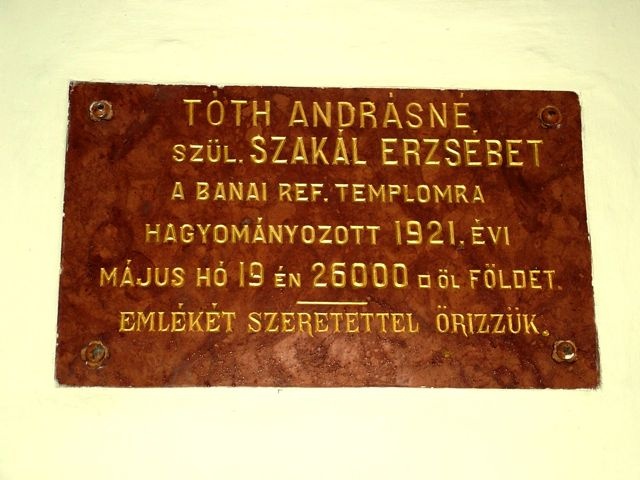 TÓTH ANDRÁSNÉ,
SZÜL. SZAKÁL ERZSÉBET
A BANAI REF. TEMPLOMRA
HAGYOMÁNYOZOTT 1921. ÉVI
MÁJUS HÓ 19 ÉN 26000 □ ÖL FÖLDET.
EMLÉKÉT SZERETETTEL ÖRIZZÜK.